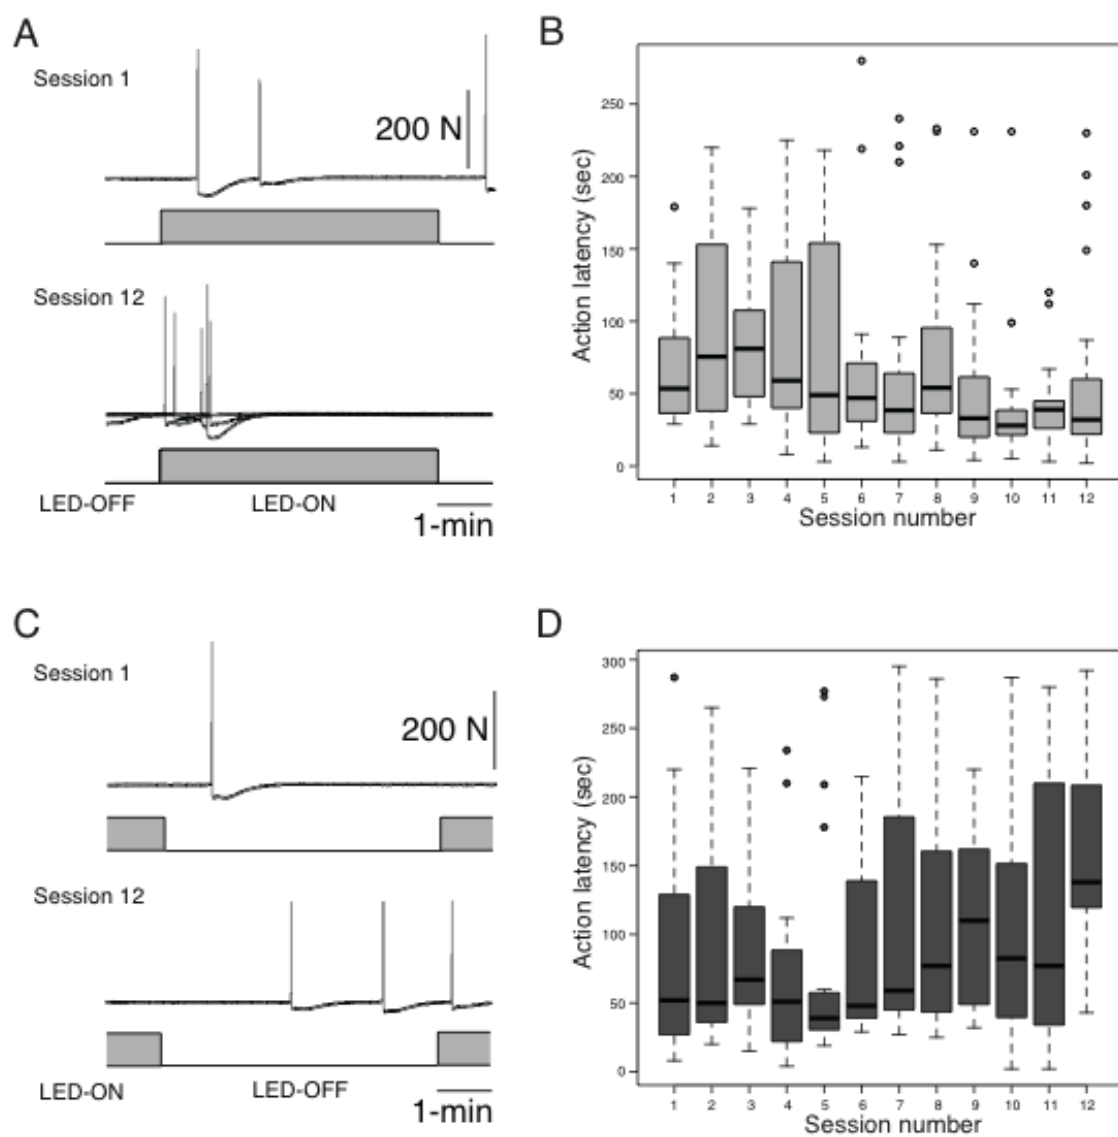 A
Session 1
200 N
Session 12
LED-OFF LED-ON
1-min
B
Action latency (sec)
250
200
150
100
50
0
1 2 3 4 5 6 7 8 9 10 11 12
Session number
C
Session 1
200 N
Session 12
LED-ON LED-OFF
1-min
D
Action latency (sec)
300
250
200
150
100
50
0
1 2 3 4 5 6 7 8 9 10 11 12
Session number